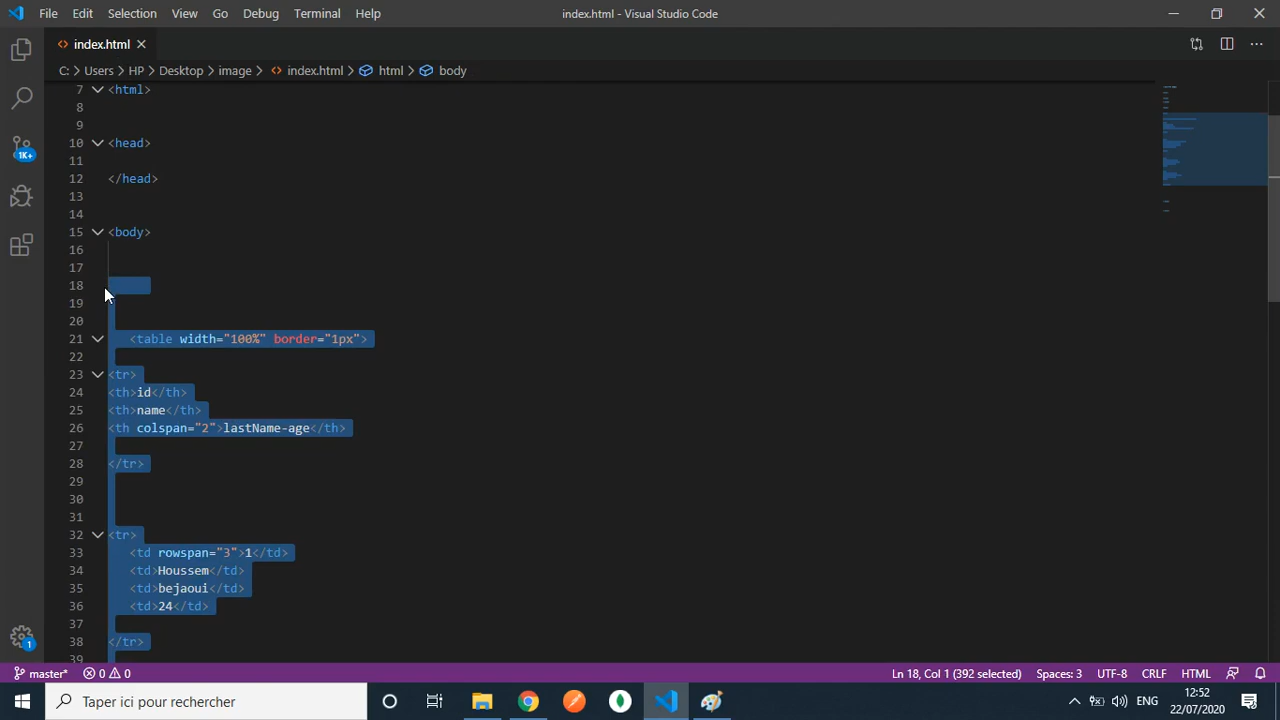 File Edit Selection View Go Debug Terminal Help index.html - Visual Studio Code
index.html
C: > Users > HP > Desktop > image > index.html > html > body
7 <html>
8
9
10 <head>
11
12 </head>
13
14
15 <body>
16
17
18
19
20
21 <table width="100%" border="1px">
22
23 <tr>
24 <th>id</th>
25 <th>name</th>
26 <th colspan="2">lastName-age</th>
27
28 </tr>
29
30
31
32 <tr>
33 <td rowspan="3">1</td>
34 <td>Houssem</td>
35 <td>bejaoui</td>
36 <td>24</td>
37
38 </tr>
39
1K+
1
master* 0 0 Ln 18, Col 1 (392 selected) Spaces: 3 UTF-8 CRLF HTML
Taper ici pour rechercher ENG 12:52
22/07/2020